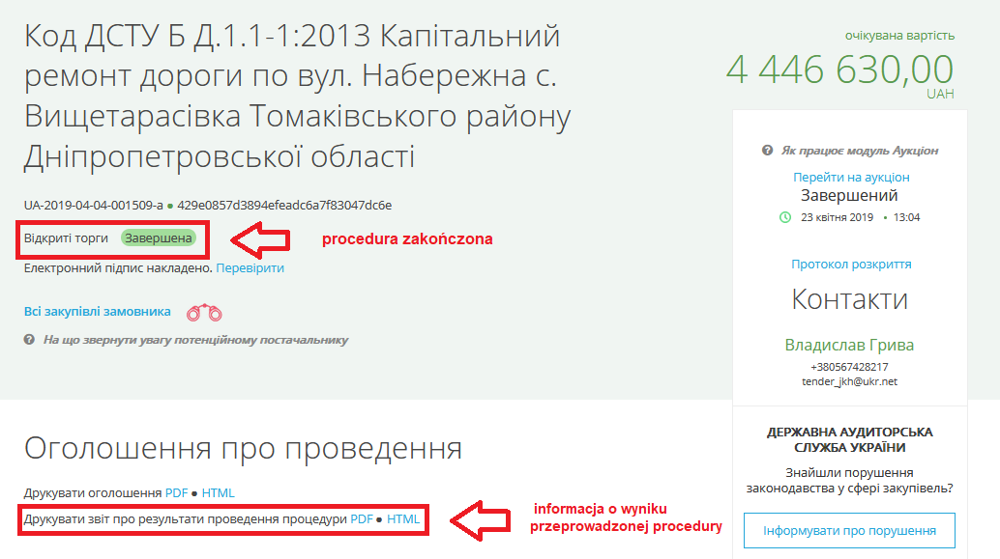 Код ДСТУ Б Д.1.1-1:2013 Капітальний
ремонт дороги по вул. Набережна с.
Вищетарасівка Томаківського району
Дніпропетровської області
UA-2019-04-04-001509-a ● 429e0857d3894efeadc6a7f83047dc6e
Відкриті торги Завершена
procedura zakończona
Електронний підпис накладено. Перевірити
Всі закупівлі замовника
На що звернути увагу потенційному постачальнику
очікувана вартість
4 446 630,00
UAH
Як працює модуль Аукціон
Перейти на аукціон
Завершений
23 квітня 2019 • 13:04
Протокол розкриття
Контакти
Владислав Грива
+380567428217
tender_jkh@ukr.net
Оголошення про проведення
Друкувати оголошення PDF ● HTML
Друкувати звіт про результати проведення процедури PDF ● HTML
informacja o wyniku
przeprowadzonej procedury
ДЕРЖАВНА АУДИТОРСЬКА
СЛУЖБА УКРАЇНИ
Знайшли порушення
законодавства у сфері закупівель?
Інформувати про порушення